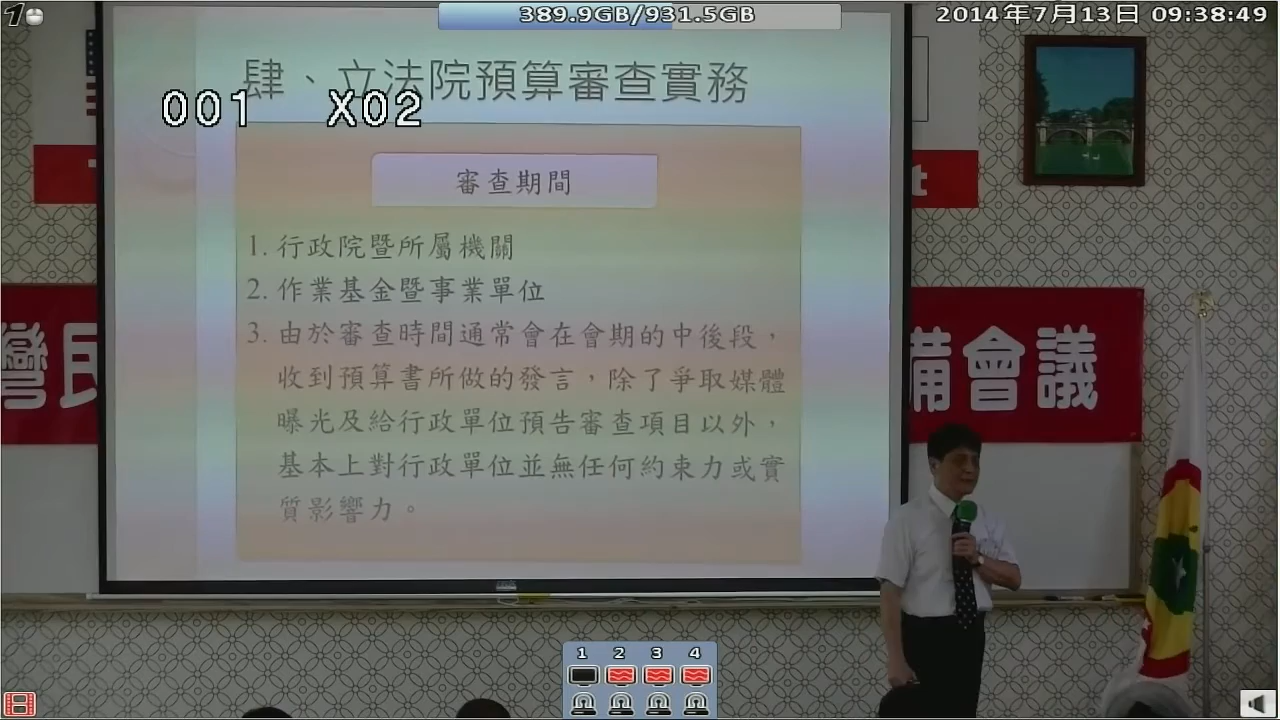 1
389.9GB/931.5GB
2014年7月13日 09:38:49
肆、立法院預算審查實務
001 X02
審查期間
1. 行政院暨所屬機關
2. 作業基金暨事業單位
3. 由於審查時間通常會在會期的中後段，
收到預算書所做的發言，除了爭取媒體
曝光及給行政單位預告審查項目以外，
基本上對行政單位並無任何約束力或實
質影響力。
t
灣民
備會議
1 2 3 4